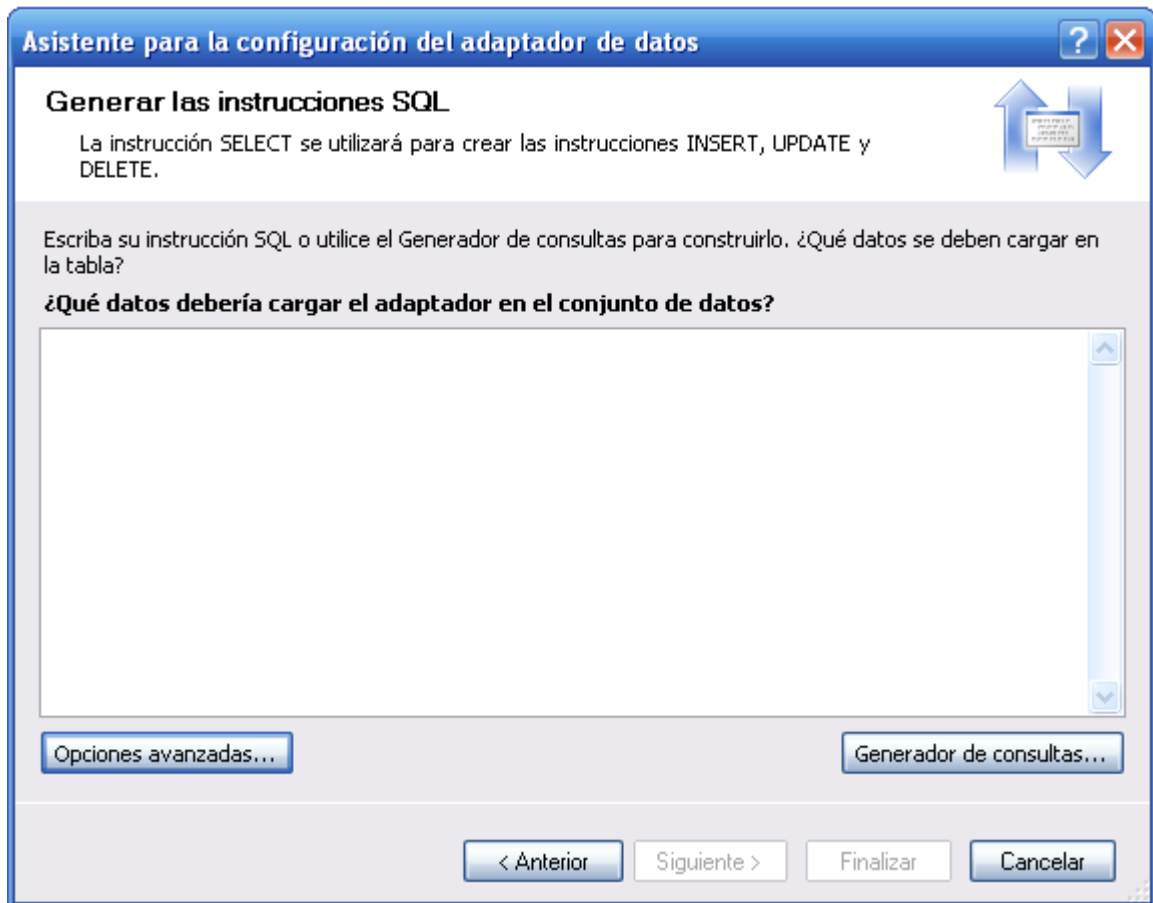 Asistente para la configuración del adaptador de datos
Generar las instrucciones SQL
La instrucción SELECT se utilizará para crear las instrucciones INSERT, UPDATE y
DELETE.
Escriba su instrucción SQL o utilice el Generador de consultas para construirlo. ¿Qué datos se deben cargar en
la tabla?
¿Qué datos debería cargar el adaptador en el conjunto de datos?
Opciones avanzadas...
Generador de consultas...
< Anterior
Siguiente >
Finalizar
Cancelar